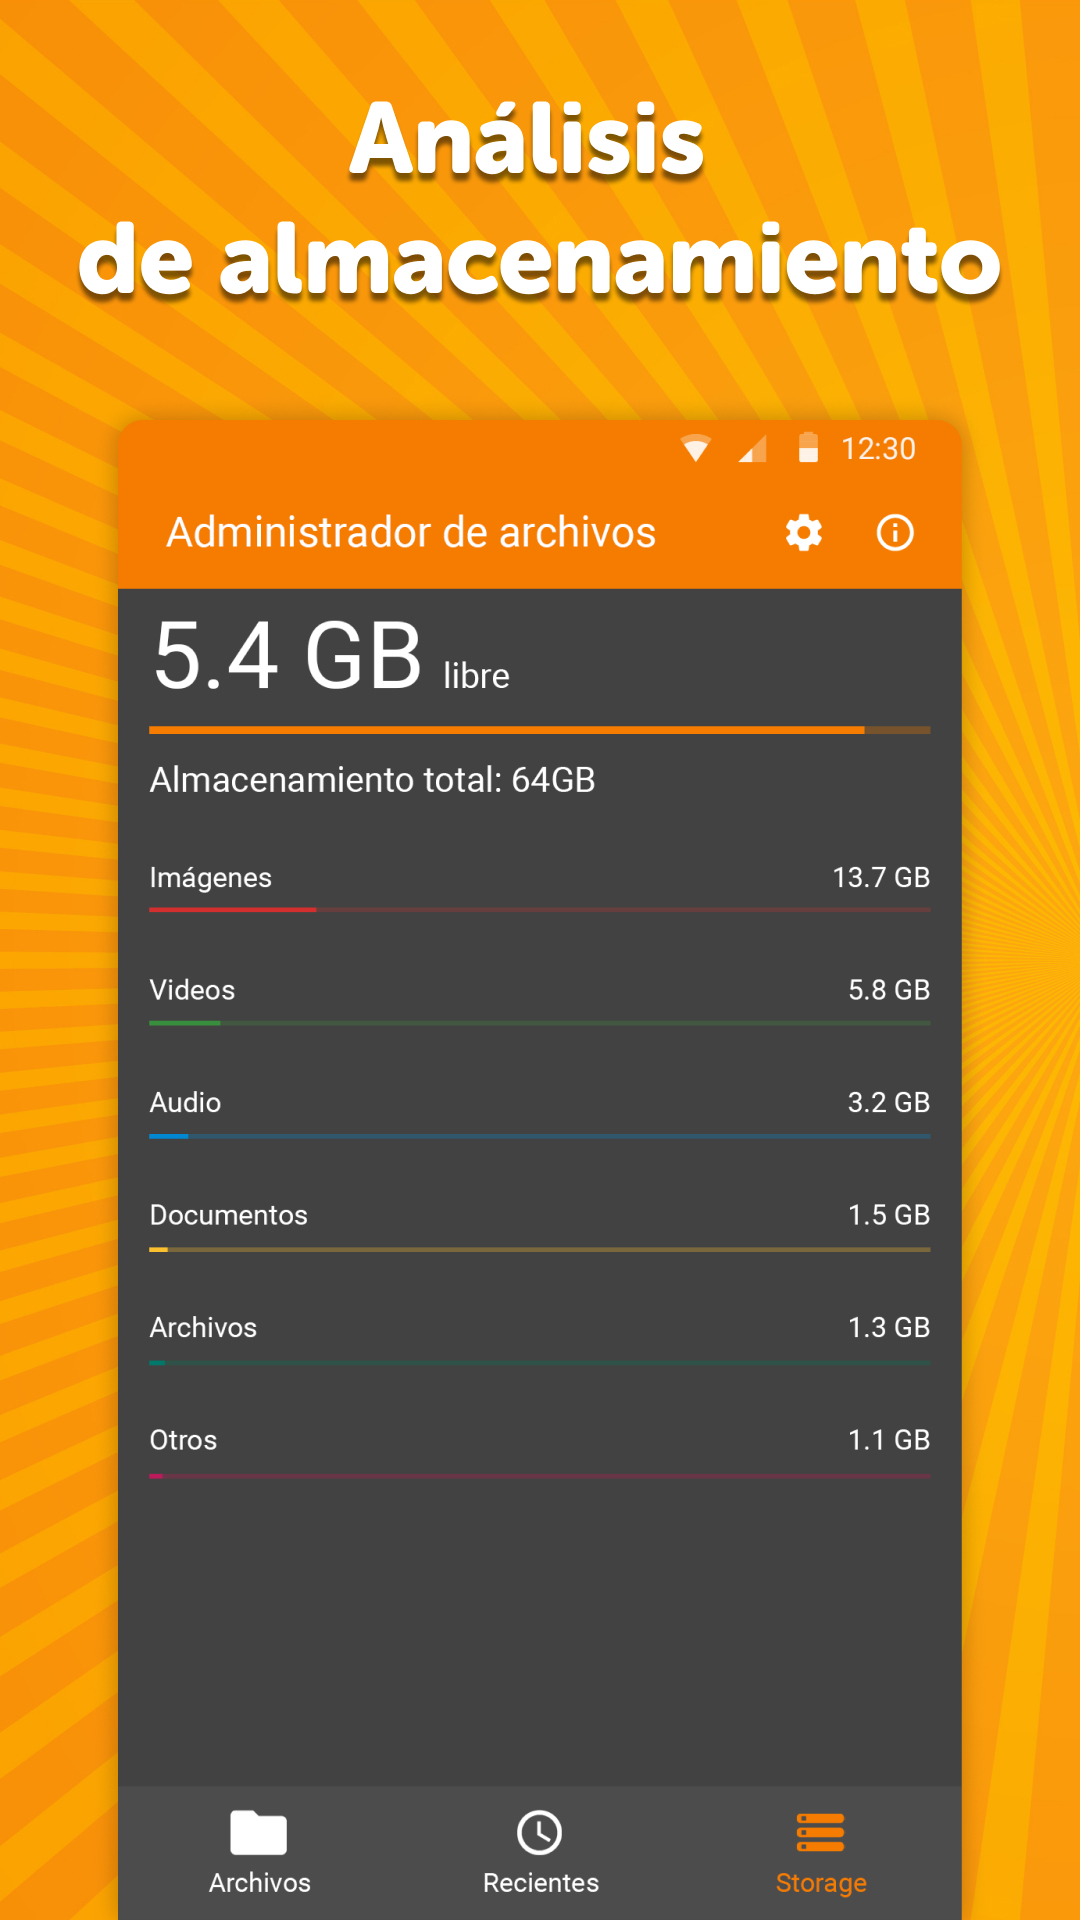 Análisis
de almacenamiento
12:30
Administrador de archivos
5.4 GB libre
Almacenamiento total: 64GB
Imágenes 13.7 GB
Videos 5.8 GB
Audio 3.2 GB
Documentos 1.5 GB
Archivos 1.3 GB
Otros 1.1 GB
Archivos Recientes Storage